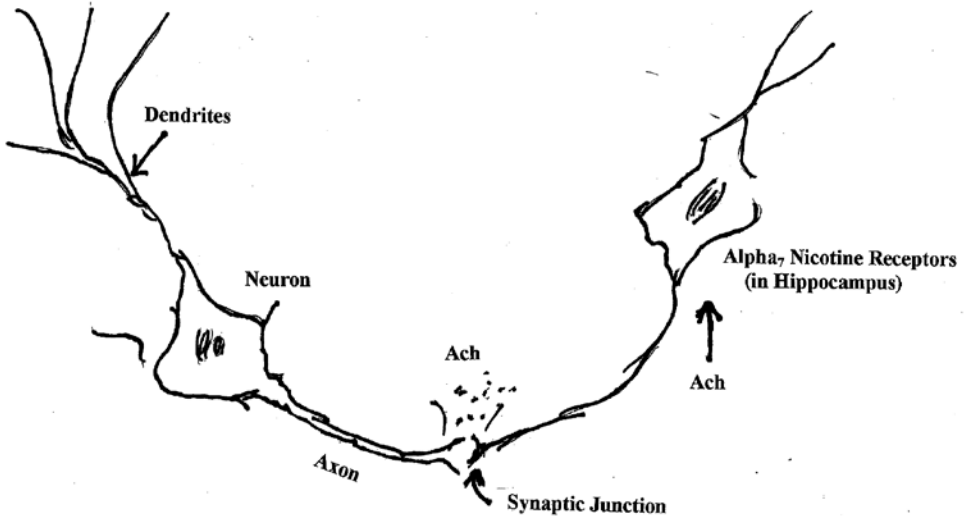 Dendrites
Neuron
Alpha₇ Nicotine Receptors
(in Hippocampus)
Ach
Ach
Axon
Synaptic Junction